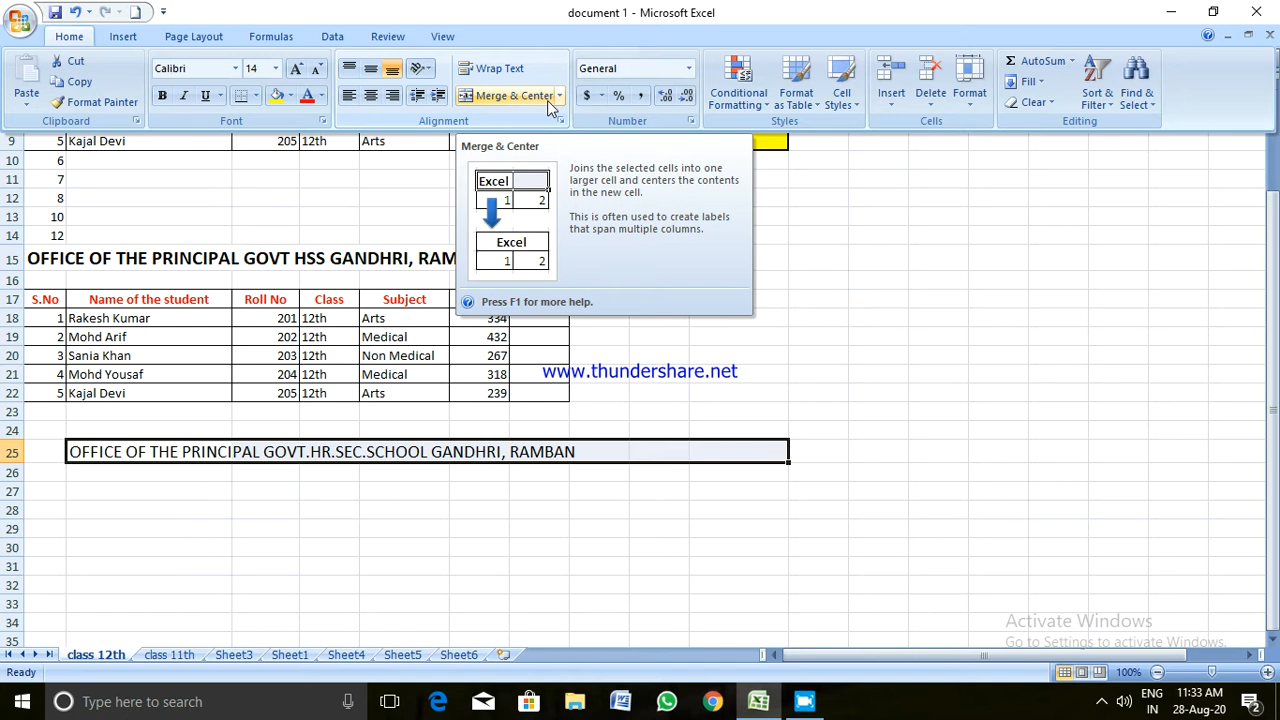 document 1 - Microsoft Excel
Home Insert Page Layout Formulas Data Review View
Paste
Cut
Copy
Format Painter
Clipboard
Calibri 14
B I U
Font
Wrap Text
Merge & Center
Alignment
General
$ % ,
Number
Conditional Formatting
Format as Table
Cell Styles
Styles
Insert Delete Format
Cells
AutoSum
Fill
Clear
Sort & Filter
Find & Select
Editing
Merge & Center
Excel
1 2
Excel
1 2
Joins the selected cells into one
larger cell and centers the contents
in the new cell.
This is often used to create labels
that span multiple columns.
Press F1 for more help.
9 5 Kajal Devi 205 12th Arts
10 6
11 7
12 8
13 10
14 12
15 OFFICE OF THE PRINCIPAL GOVT HSS GANDHRI, RAM
16
17 S.No Name of the student Roll No Class Subject
18 1 Rakesh Kumar 201 12th Arts 334
19 2 Mohd Arif 202 12th Medical 432
20 3 Sania Khan 203 12th Non Medical 267
21 4 Mohd Yousaf 204 12th Medical 318
22 5 Kajal Devi 205 12th Arts 239
www.thundershare.net
23
24
25 OFFICE OF THE PRINCIPAL GOVT.HR.SEC.SCHOOL GANDHRI, RAMBAN
26
27
28
29
30
31
32
33
34
35
Activate Windows
Go to Settings to activate Windows.
class 12th class 11th Sheet3 Sheet1 Sheet4 Sheet5 Sheet6
Ready 100%
Type here to search
ENG
IN
11:33 AM
28-Aug-20
2